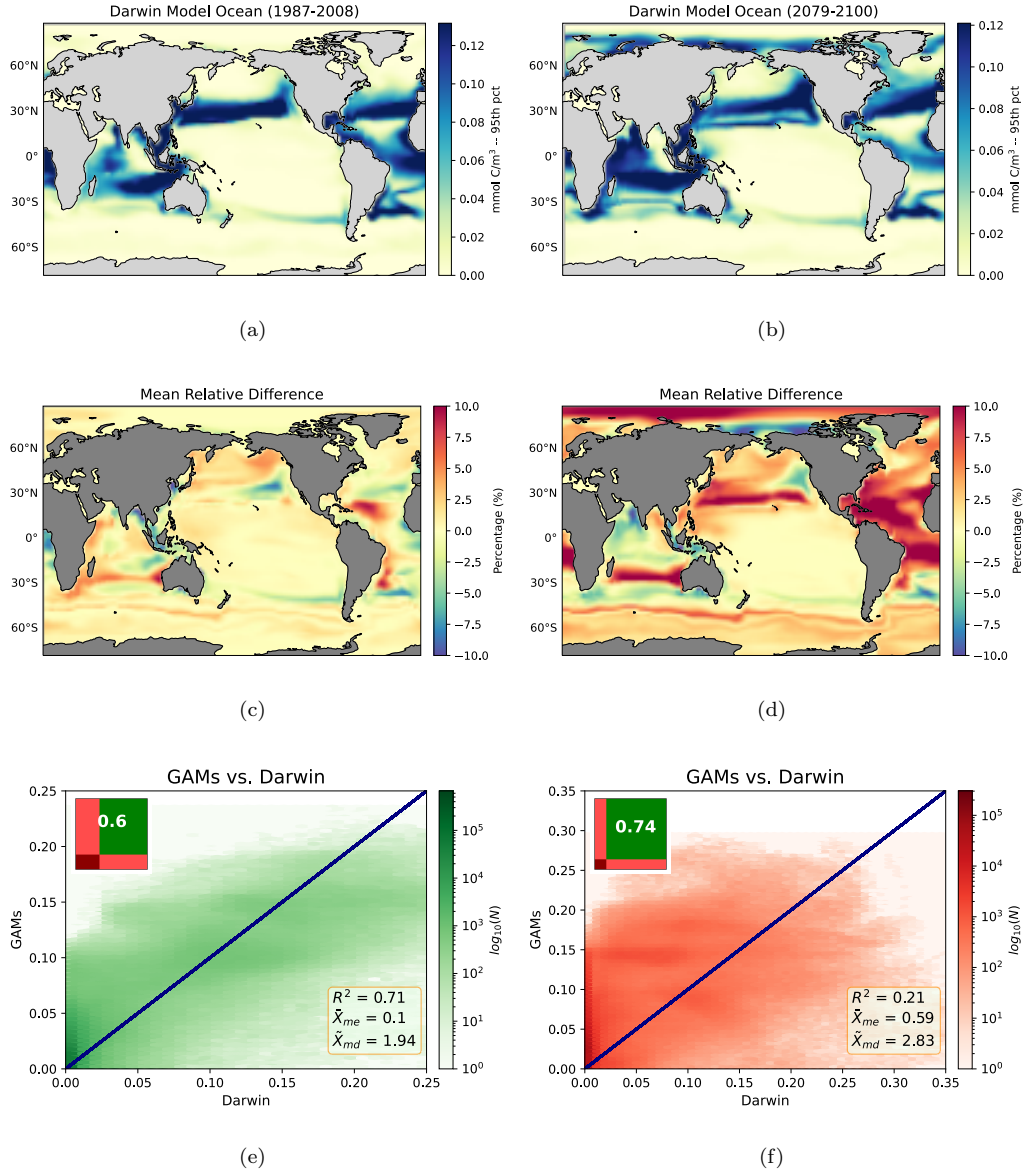 Darwin Model Ocean (1987-2008)
60°N
30°N
0°
30°S
60°S
0.12
0.10
0.08
0.06
0.04
0.02
0.00
mmol C/m³ -- 95th pct
(a)
Darwin Model Ocean (2079-2100)
60°N
30°N
0°
30°S
60°S
0.12
0.10
0.08
0.06
0.04
0.02
0.00
mmol C/m³ -- 95th pct
(b)
Mean Relative Difference
60°N
30°N
0°
30°S
60°S
10.0
7.5
5.0
2.5
0.0
−2.5
−5.0
−7.5
−10.0
Percentage (%)
(c)
Mean Relative Difference
60°N
30°N
0°
30°S
60°S
10.0
7.5
5.0
2.5
0.0
−2.5
−5.0
−7.5
−10.0
Percentage (%)
(d)
GAMs vs. Darwin
0.25
0.20
0.15
0.10
0.05
0.00
GAMs
0.6
R² = 0.71
X̄me = 0.1
X̃md = 1.94
0.00 0.05 0.10 0.15 0.20 0.25
Darwin
10⁵
10⁴
10³
10²
10¹
10⁰
log₁₀(N)
(e)
GAMs vs. Darwin
0.35
0.30
0.25
0.20
0.15
0.10
0.05
0.00
GAMs
0.74
R² = 0.21
X̄me = 0.59
X̃md = 2.83
0.00 0.05 0.10 0.15 0.20 0.25 0.30 0.35
Darwin
10⁵
10⁴
10³
10²
10¹
10⁰
log₁₀(N)
(f)